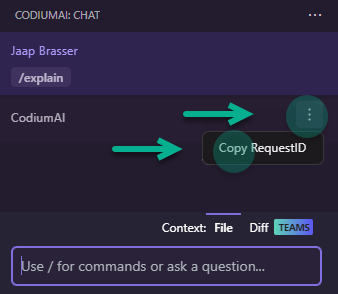 CODIUMAI: CHAT
Jaap Brasser
/explain
CodiumAI
Copy RequestID
Context: File Diff TEAMS
Use / for commands or ask a question...